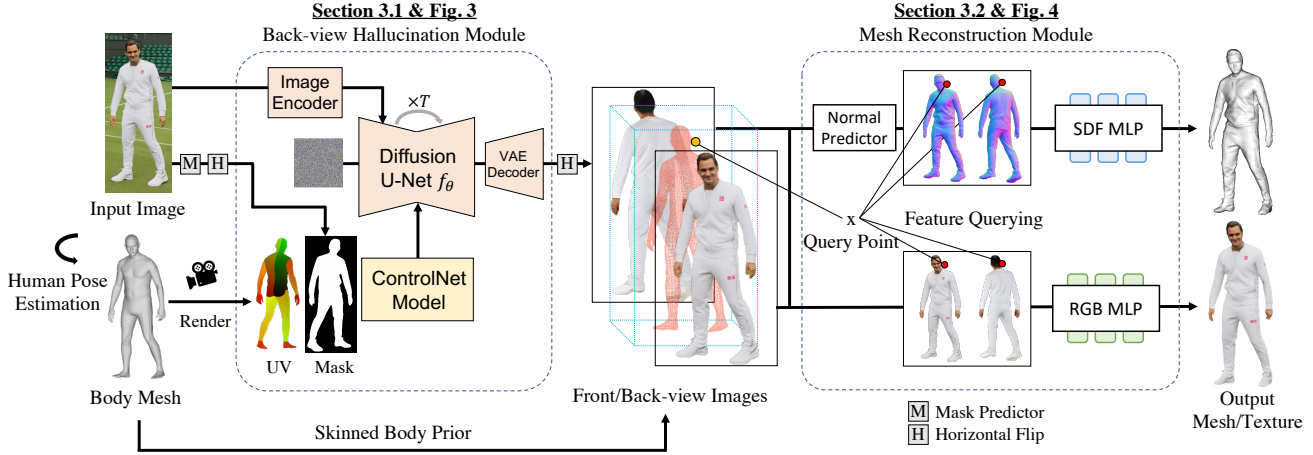 Section 3.1 & Fig. 3
Back-view Hallucination Module
Section 3.2 & Fig. 4
Mesh Reconstruction Module
Input Image
M
H
Image
Encoder
×T
Diffusion
U-Net fθ
VAE
Decoder
H
Human Pose
Estimation
Render
Body Mesh
UV
Mask
ControlNet
Model
Skinned Body Prior
Front/Back-view Images
Normal
Predictor
x
Query Point
Feature Querying
SDF MLP
RGB MLP
M Mask Predictor
H Horizontal Flip
Output
Mesh/Texture